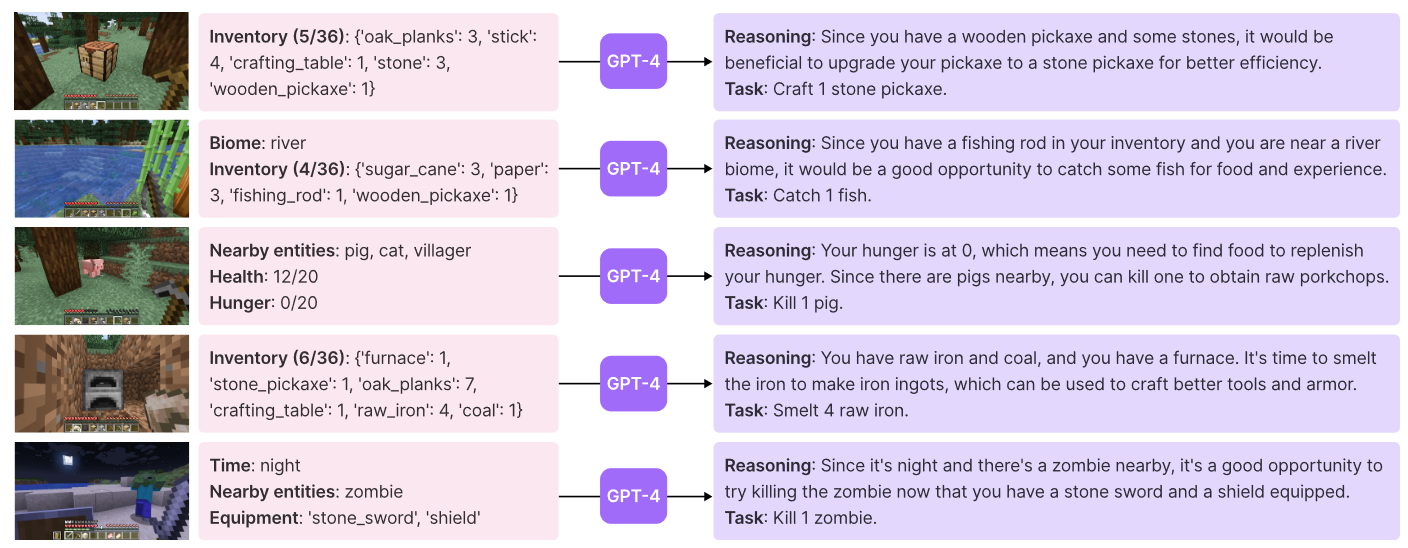 Inventory (5/36): {'oak_planks': 3, 'stick':
4, 'crafting_table': 1, 'stone': 3,
'wooden_pickaxe': 1}
GPT-4
Reasoning: Since you have a wooden pickaxe and some stones, it would be
beneficial to upgrade your pickaxe to a stone pickaxe for better efficiency.
Task: Craft 1 stone pickaxe.
Biome: river
Inventory (4/36): {'sugar_cane': 3, 'paper':
3, 'fishing_rod': 1, 'wooden_pickaxe': 1}
GPT-4
Reasoning: Since you have a fishing rod in your inventory and you are near a river
biome, it would be a good opportunity to catch some fish for food and experience.
Task: Catch 1 fish.
Nearby entities: pig, cat, villager
Health: 12/20
Hunger: 0/20
GPT-4
Reasoning: Your hunger is at 0, which means you need to find food to replenish
your hunger. Since there are pigs nearby, you can kill one to obtain raw porkchops.
Task: Kill 1 pig.
Inventory (6/36): {'furnace': 1,
'stone_pickaxe': 1, 'oak_planks': 7,
'crafting_table': 1, 'raw_iron': 4, 'coal': 1}
GPT-4
Reasoning: You have raw iron and coal, and you have a furnace. It's time to smelt
the iron to make iron ingots, which can be used to craft better tools and armor.
Task: Smelt 4 raw iron.
Time: night
Nearby entities: zombie
Equipment: 'stone_sword', 'shield'
GPT-4
Reasoning: Since it's night and there's a zombie nearby, it's a good opportunity to
try killing the zombie now that you have a stone sword and a shield equipped.
Task: Kill 1 zombie.